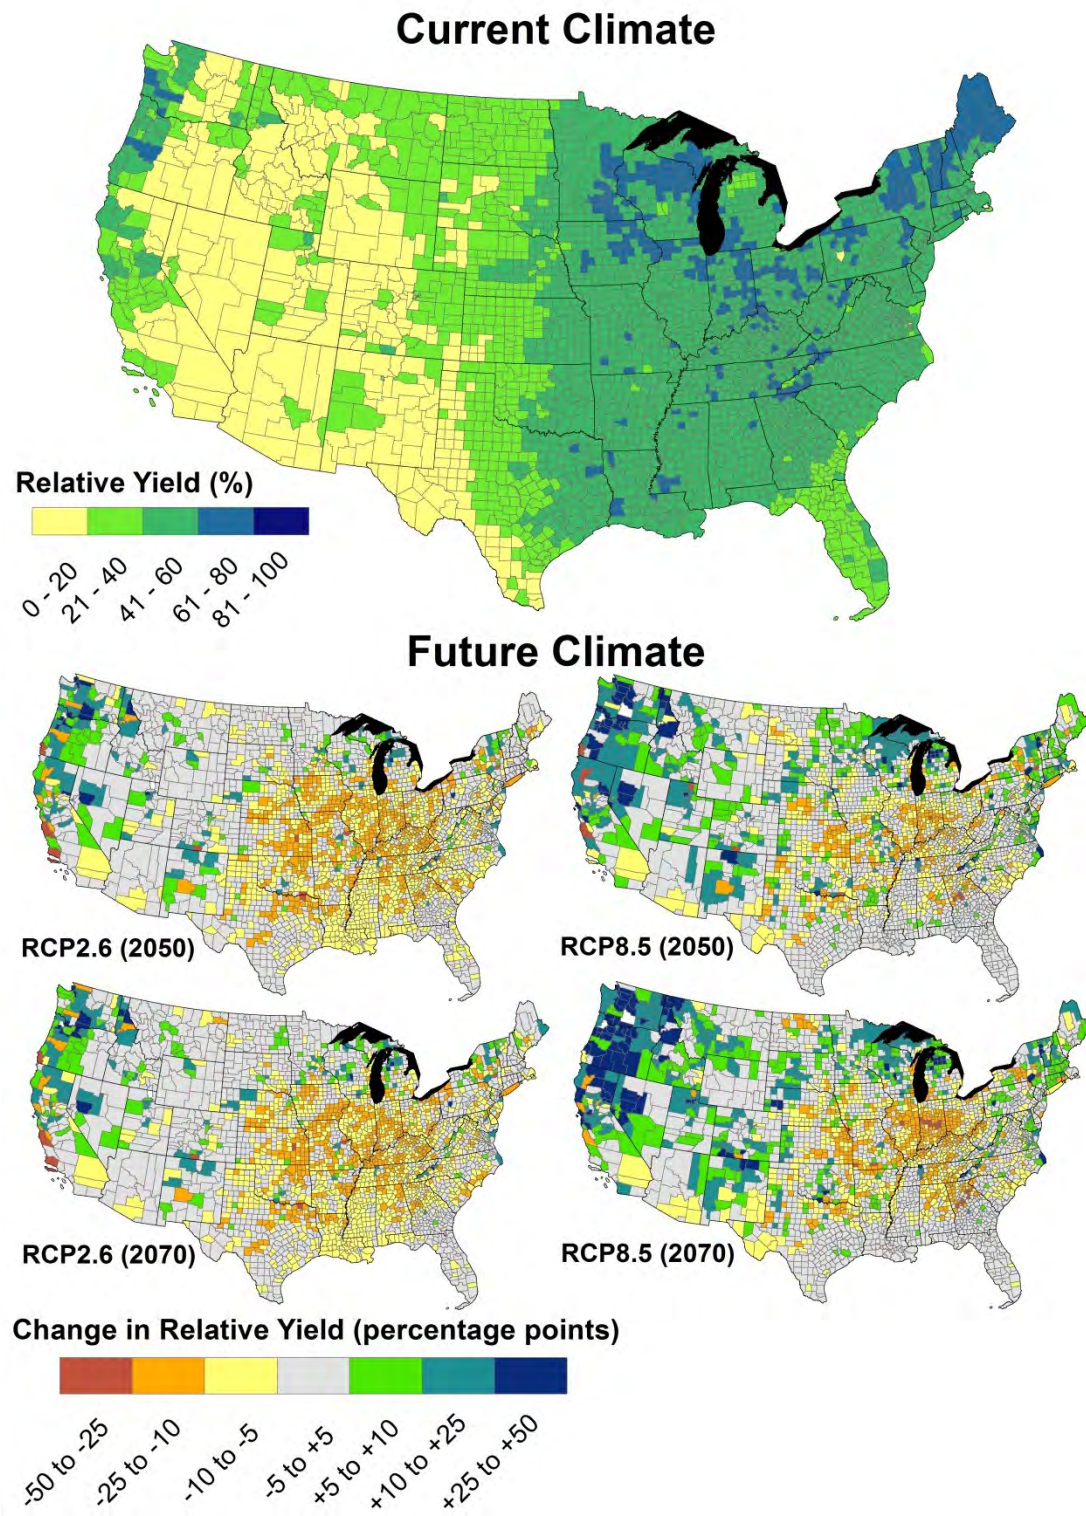 Current Climate
Relative Yield (%)
0 - 20
21 - 40
41 - 60
61 - 80
81 - 100
Future Climate
RCP2.6 (2050)
RCP8.5 (2050)
RCP2.6 (2070)
RCP8.5 (2070)
Change in Relative Yield (percentage points)
-50 to -25
-25 to -10
-10 to -5
-5 to +5
+5 to +10
+10 to +25
+25 to +50